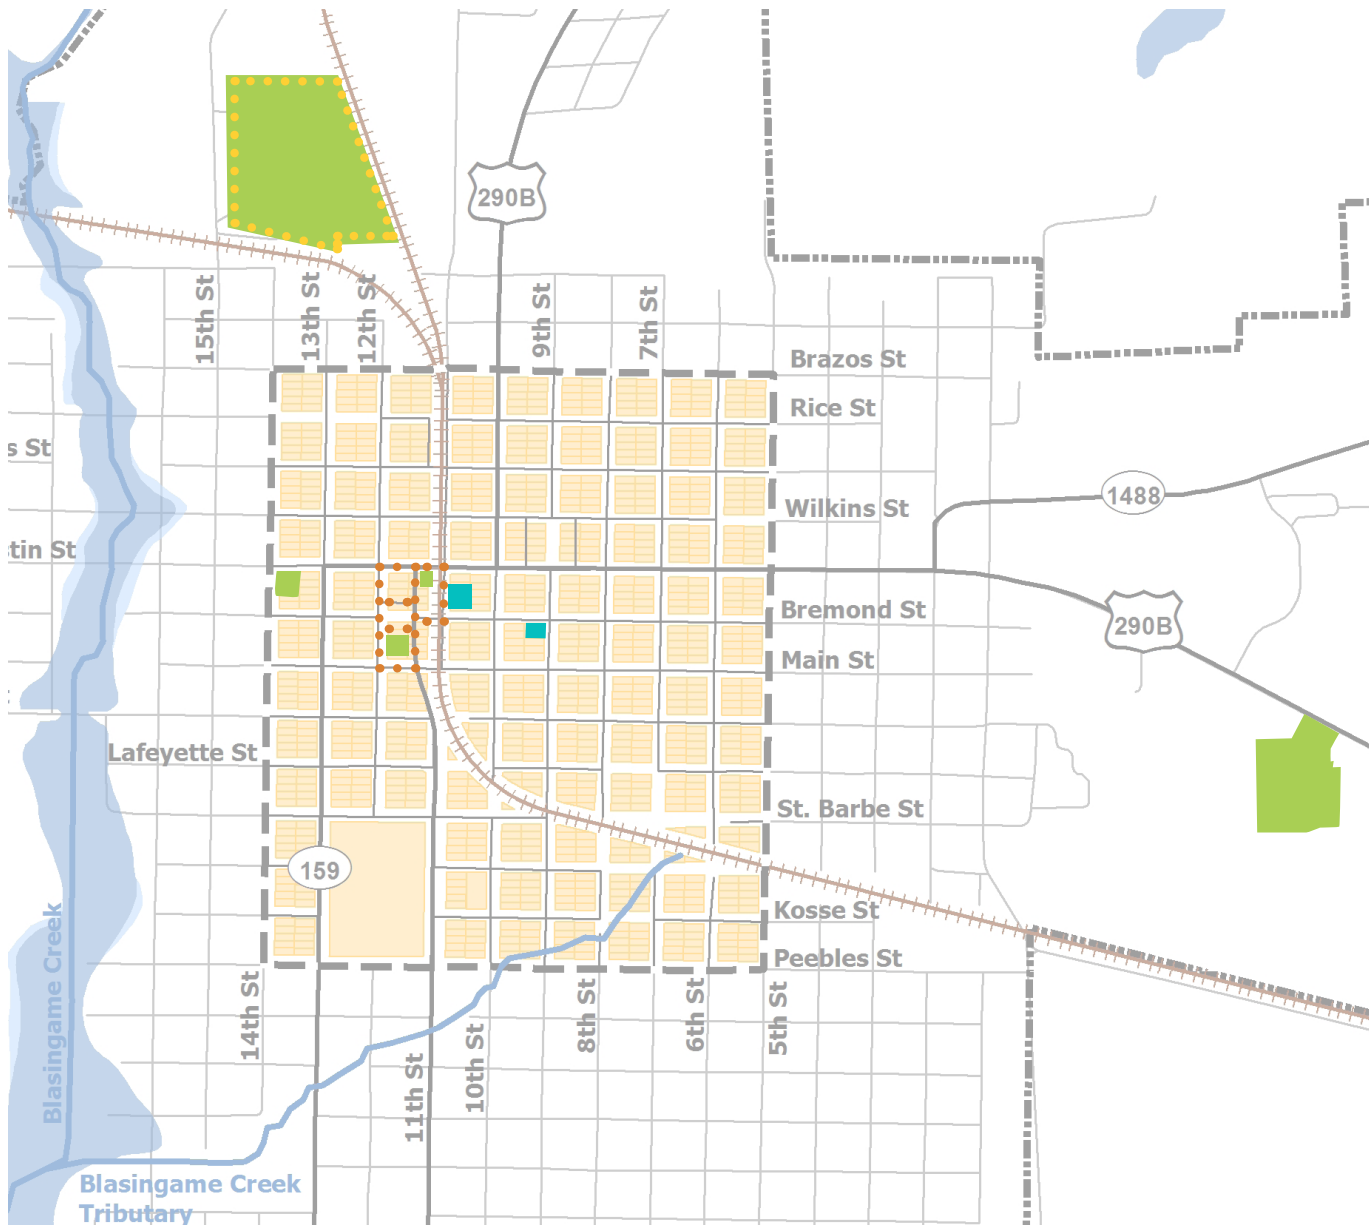 290B
15th St
13th St
12th St
9th St
7th St
Brazos St
Rice St
s St
1488
Wilkins St
tin St
Bremond St
290B
Main St
Lafeyette St
St. Barbe St
159
Kosse St
Peebles St
Blasingame Creek
14th St
11th St
10th St
8th St
6th St
5th St
Blasingame Creek
Tributary